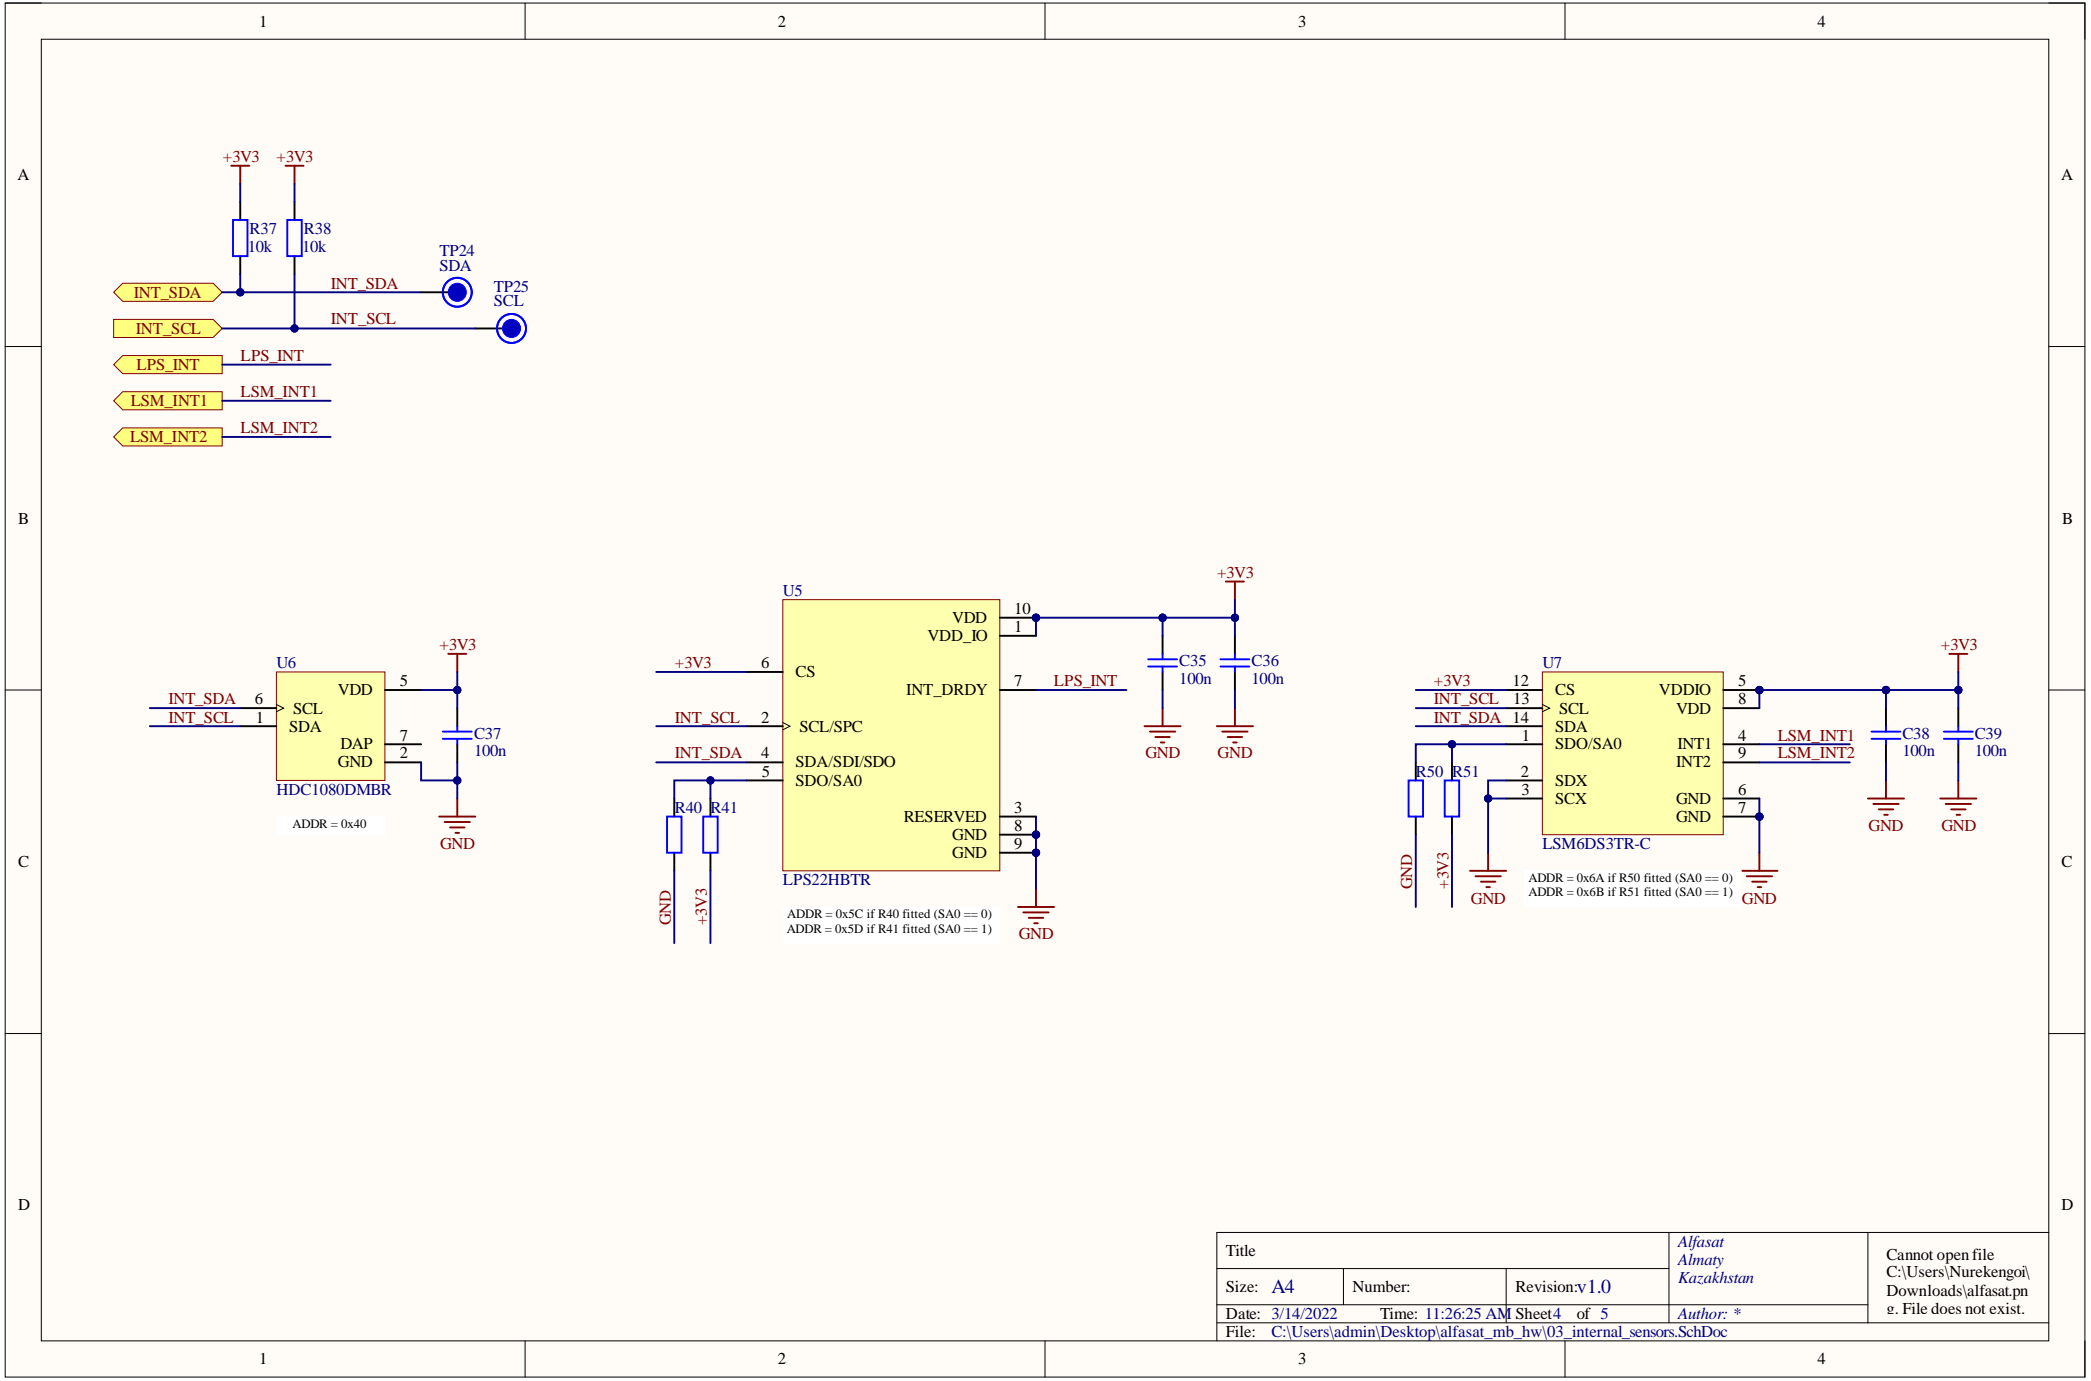 1 2 3 4
A A
+3V3 +3V3
R37 R38
10k 10k
TP24
SDA
TP25
SCL
INT_SDA INT_SDA
INT_SCL INT_SCL
LPS_INT LPS_INT
LSM_INT1 LSM_INT1
LSM_INT2 LSM_INT2
B B
U6
+3V3
INT_SDA 6 SCL
INT_SCL 1 SDA
VDD 5
DAP 7
GND 2
C37
100n
HDC1080DMBR
ADDR = 0x40
GND
U5
+3V3
VDD 10
VDD_IO 1
+3V3 6 CS
INT_DRDY 7 LPS_INT
INT_SCL 2 SCL/SPC
INT_SDA 4 SDA/SDI/SDO
5 SDO/SA0
R40 R41
RESERVED 3
GND 8
GND 9
C35 C36
100n 100n
GND GND
LPS22HBTR
GND +3V3
ADDR = 0x5C if R40 fitted (SA0 == 0)
ADDR = 0x5D if R41 fitted (SA0 == 1)
GND
U7
+3V3
+3V3 12 CS
INT_SCL 13 SCL
INT_SDA 14 SDA
1 SDO/SA0
R50 R51
2 SDX
3 SCX
VDDIO 5
VDD 8
INT1 4 LSM_INT1
INT2 9 LSM_INT2
GND 6
GND 7
C38 C39
100n 100n
GND GND
LSM6DS3TR-C
GND +3V3
GND
ADDR = 0x6A if R50 fitted (SA0 == 0)
ADDR = 0x6B if R51 fitted (SA0 == 1)
GND
C C
D D
Title
Size: A4 Number: Revision:v1.0
Date: 3/14/2022 Time: 11:26:25 AM Sheet4 of 5
File: C:\Users\admin\Desktop\alfasat_mb_hw\03_internal_sensors.SchDoc
Alfasat
Almaty
Kazakhstan
Author: *
Cannot open file
C:\Users\Nurekengoi\
Downloads\alfasat.pn
g. File does not exist.
1 2 3 4